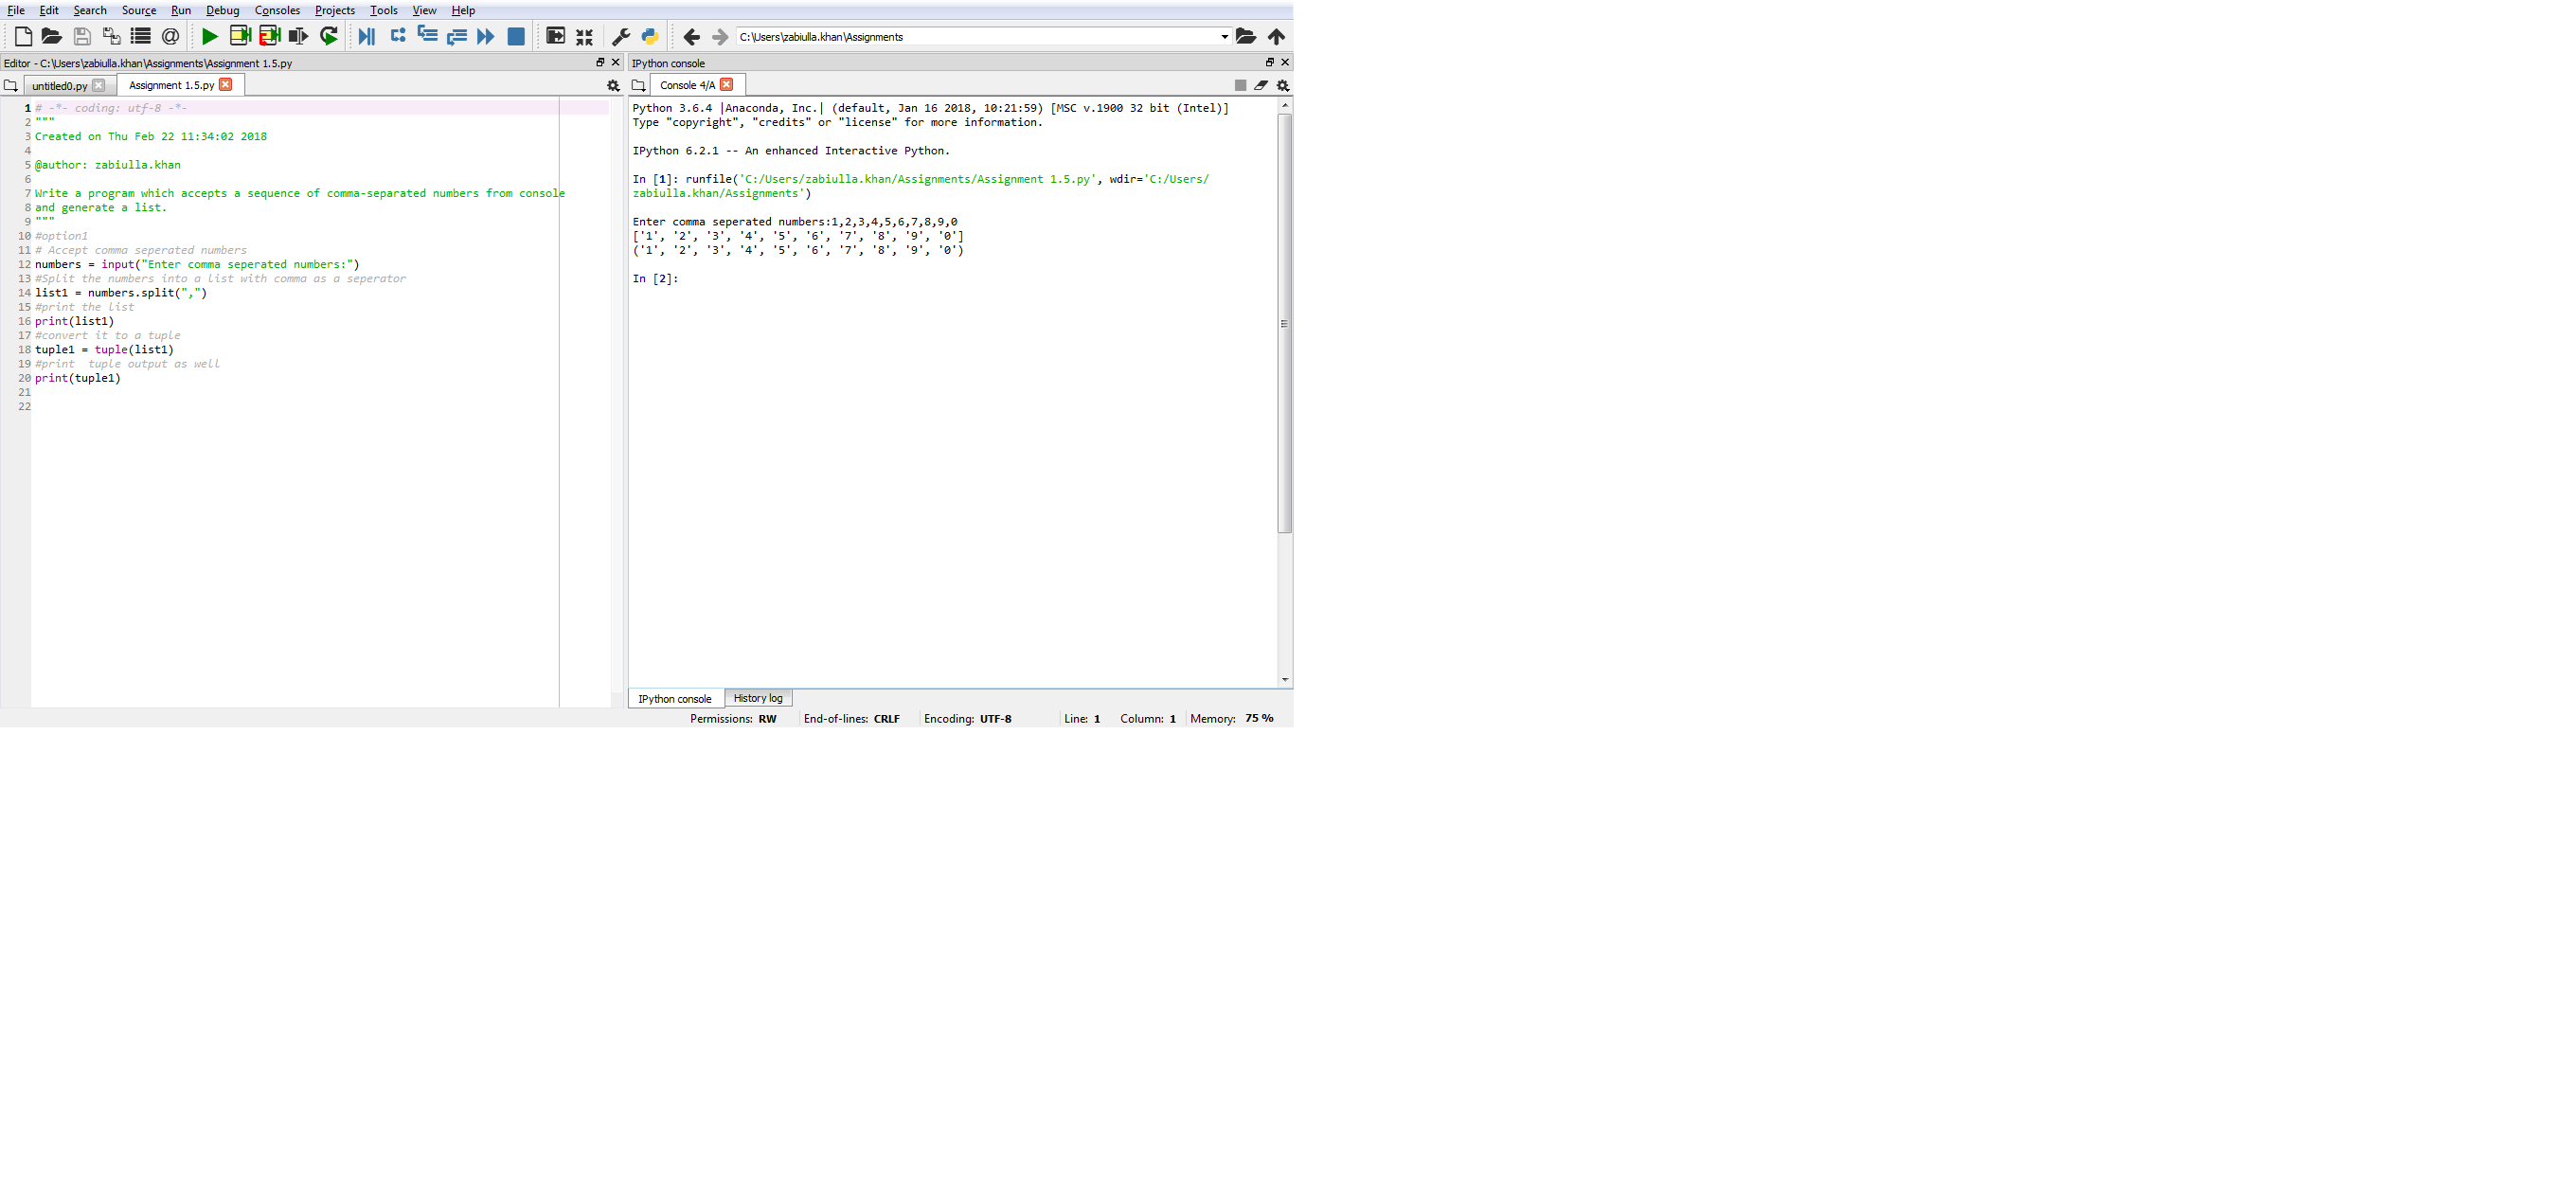 File Edit Search Source Run Debug Consoles Projects Tools View Help
C:\Users\zabiulla.khan\Assignments
Editor - C:\Users\zabiulla.khan\Assignments\Assignment 1.5.py
untitled0.py Assignment 1.5.py
1 # -*- coding: utf-8 -*-
2 """
3 Created on Thu Feb 22 11:34:02 2018
4
5 @author: zabiulla.khan
6
7 Write a program which accepts a sequence of comma-separated numbers from console
8 and generate a list.
9 """
10 #option1
11 # Accept comma seperated numbers
12 numbers = input("Enter comma seperated numbers:")
13 #Split the numbers into a list with comma as a seperator
14 list1 = numbers.split(",")
15 #print the list
16 print(list1)
17 #convert it to a tuple
18 tuple1 = tuple(list1)
19 #print  tuple output as well
20 print(tuple1)
21
22
IPython console
Console 4/A
Python 3.6.4 |Anaconda, Inc.| (default, Jan 16 2018, 10:21:59) [MSC v.1900 32 bit (Intel)]
Type "copyright", "credits" or "license" for more information.
IPython 6.2.1 -- An enhanced Interactive Python.
In [1]: runfile('C:/Users/zabiulla.khan/Assignments/Assignment 1.5.py', wdir='C:/Users/
zabiulla.khan/Assignments')
Enter comma seperated numbers:1,2,3,4,5,6,7,8,9,0
['1', '2', '3', '4', '5', '6', '7', '8', '9', '0']
('1', '2', '3', '4', '5', '6', '7', '8', '9', '0')
In [2]:
IPython console History log
Permissions: RW End-of-lines: CRLF Encoding: UTF-8 Line: 1 Column: 1 Memory: 75 %